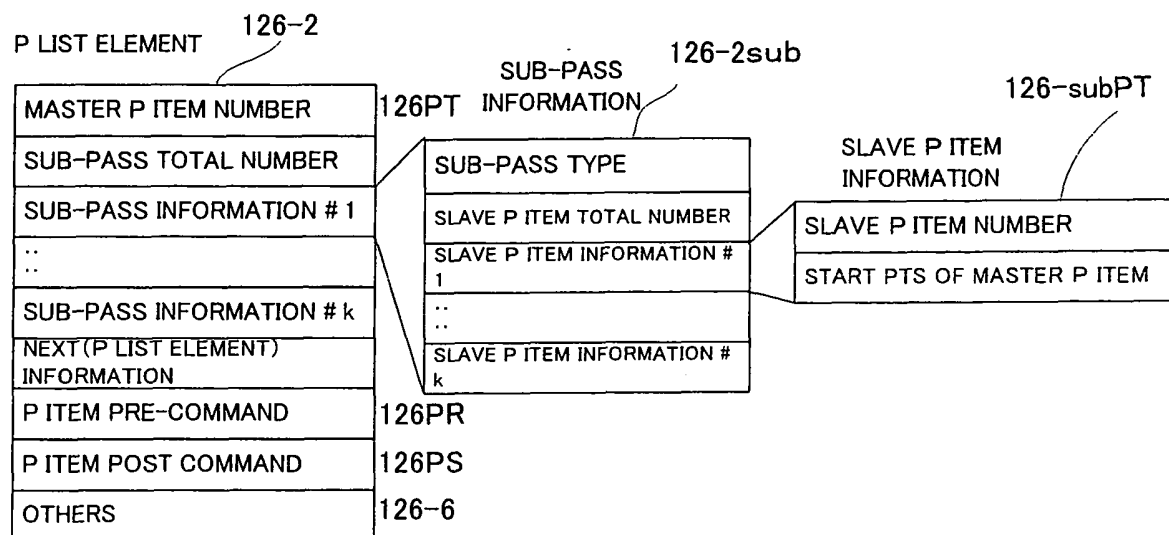 P LIST ELEMENT
126-2
MASTER P ITEM NUMBER
126PT
SUB-PASS TOTAL NUMBER
SUB-PASS INFORMATION # 1
:
:
SUB-PASS INFORMATION # k
NEXT(P LIST ELEMENT)
INFORMATION
P ITEM PRE-COMMAND
126PR
P ITEM POST COMMAND
126PS
OTHERS
126-6
SUB-PASS
INFORMATION
126-2sub
SUB-PASS TYPE
SLAVE P ITEM TOTAL NUMBER
SLAVE P ITEM INFORMATION #
1
:
:
SLAVE P ITEM INFORMATION #
k
SLAVE P ITEM
INFORMATION
126-subPT
SLAVE P ITEM NUMBER
START PTS OF MASTER P ITEM